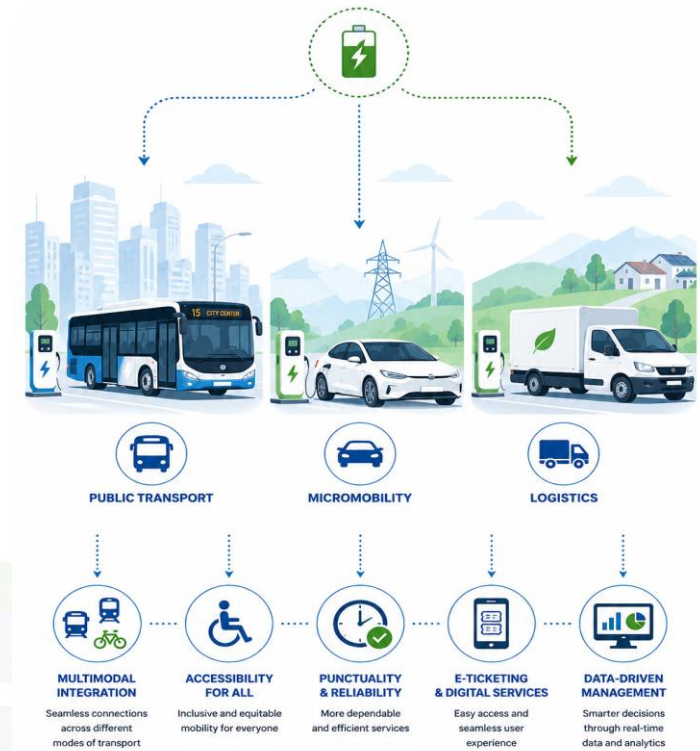 15 CITY CENTER
PUBLIC TRANSPORT
MICROMOBILITY
LOGISTICS
MULTIMODAL
INTEGRATION
Seamless connections
across different
modes of transport
ACCESSIBILITY
FOR ALL
Inclusive and equitable
mobility for everyone
PUNCTUALITY
& RELIABILITY
More dependable
and efficient services
E-TICKETING
& DIGITAL SERVICES
Easy access and
seamless user
experience
DATA-DRIVEN
MANAGEMENT
Smarter decisions
through real-time
data and analytics